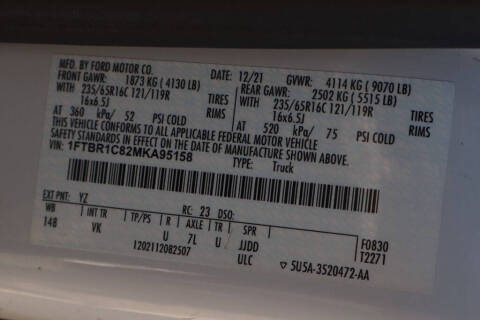 MFD. BY FORD MOTOR CO.
DATE: 12/21 GVWR: 4114 KG ( 9070 LB)
FRONT GAWR: 1873 KG ( 4130 LB)
REAR GAWR: 2502 KG ( 5515 LB)
WITH 235/65R16C 121/119R TIRES
WITH 235/65R16C 121/119R TIRES
16x6.5J RIMS
16x6.5J RIMS
AT 360 kPa/ 52 PSI COLD
AT 520 kPa/ 75 PSI COLD
THIS VEHICLE CONFORMS TO ALL APPLICABLE FEDERAL MOTOR VEHICLE
SAFETY STANDARDS IN EFFECT ON THE DATE OF MANUFACTURE SHOWN ABOVE.
VIN: 1FTBR1C82MKA95158
TYPE: Truck
EXT PNT: YZ RC: 23 DSO:
WB INT TR TP/PS R AXLE TR SPR
148 VK U 7L U JJDD
ULC
F0830
T2271
1202112082507
▽ 5U5A-3520472-AA